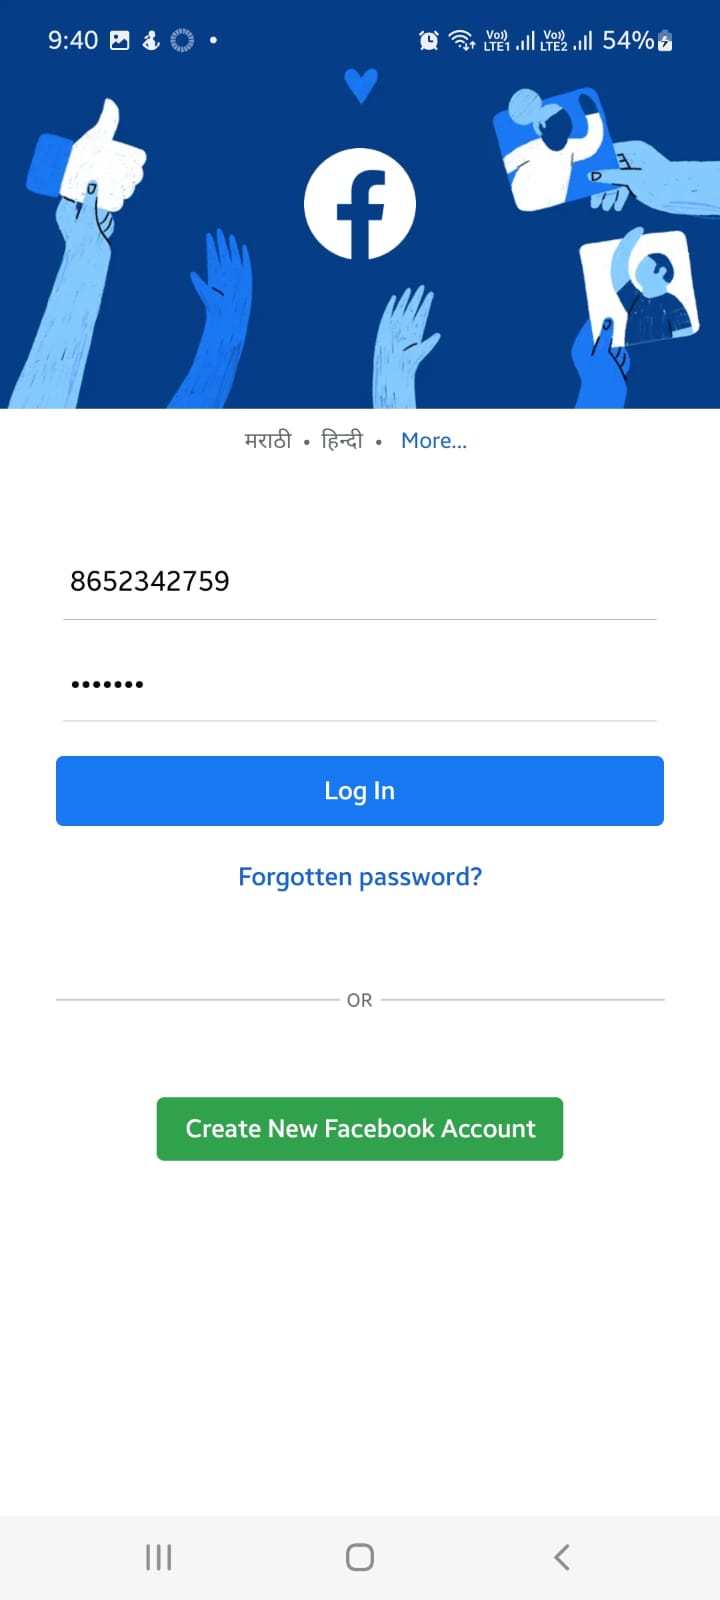 9:40 Vo)) LTE1 Vo)) LTE2 54%
मराठी • हिन्दी • More...
8652342759
•••••••
Log In
Forgotten password?
OR
Create New Facebook Account